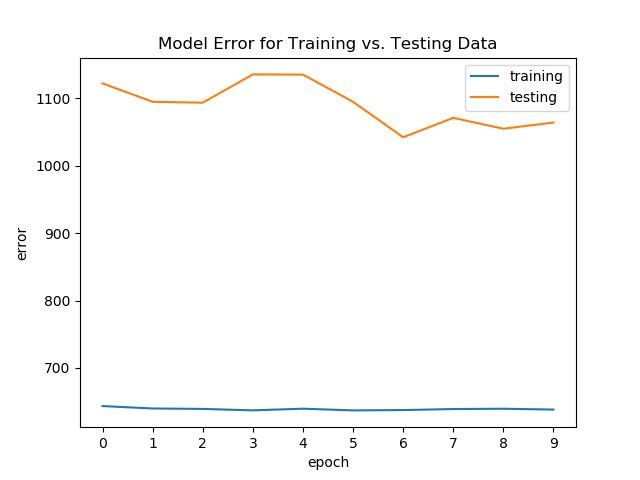 Model Error for Training vs. Testing Data
training
testing
1100
1000
900
800
700
error
0 1 2 3 4 5 6 7 8 9
epoch